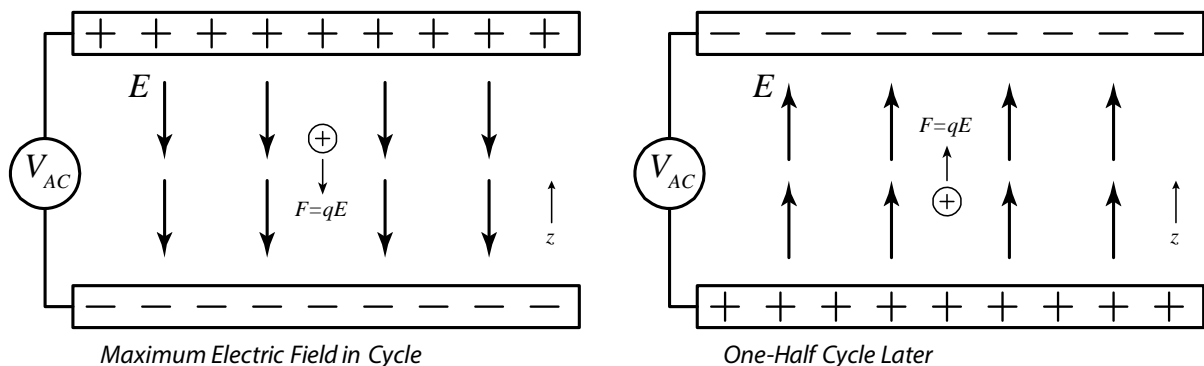 + + + + + + + + +
E
V_AC
F=qE
z
— — — — — — — — —
Maximum Electric Field in Cycle
— — — — — — — — —
E
F=qE
V_AC
z
+ + + + + + + + +
One-Half Cycle Later